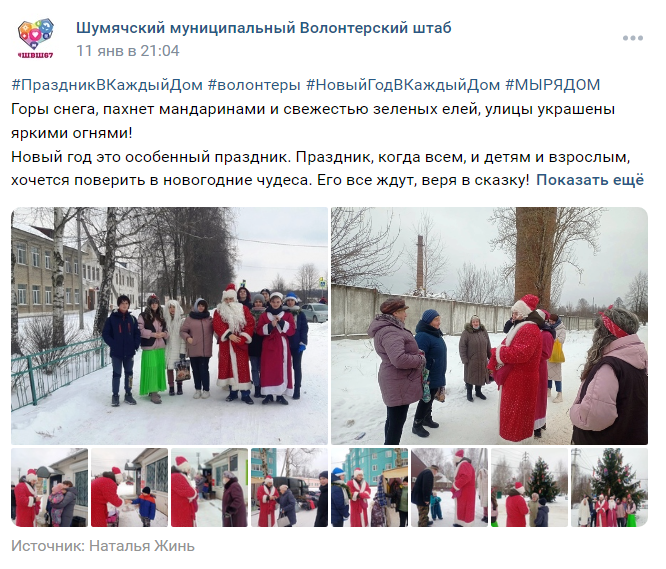 Шумячский муниципальный Волонтерский штаб
11 янв в 21:04
#ШВШ67
#ПраздникВКаждыйДом #волонтеры #НовыйГодВКаждыйДом #МЫРЯДОМ
Горы снега, пахнет мандаринами и свежестью зеленых елей, улицы украшены
яркими огнями!
Новый год это особенный праздник. Праздник, когда всем, и детям и взрослым,
хочется поверить в новогодние чудеса. Его все ждут, веря в сказку! Показать ещё
Источник: Наталья Жинь